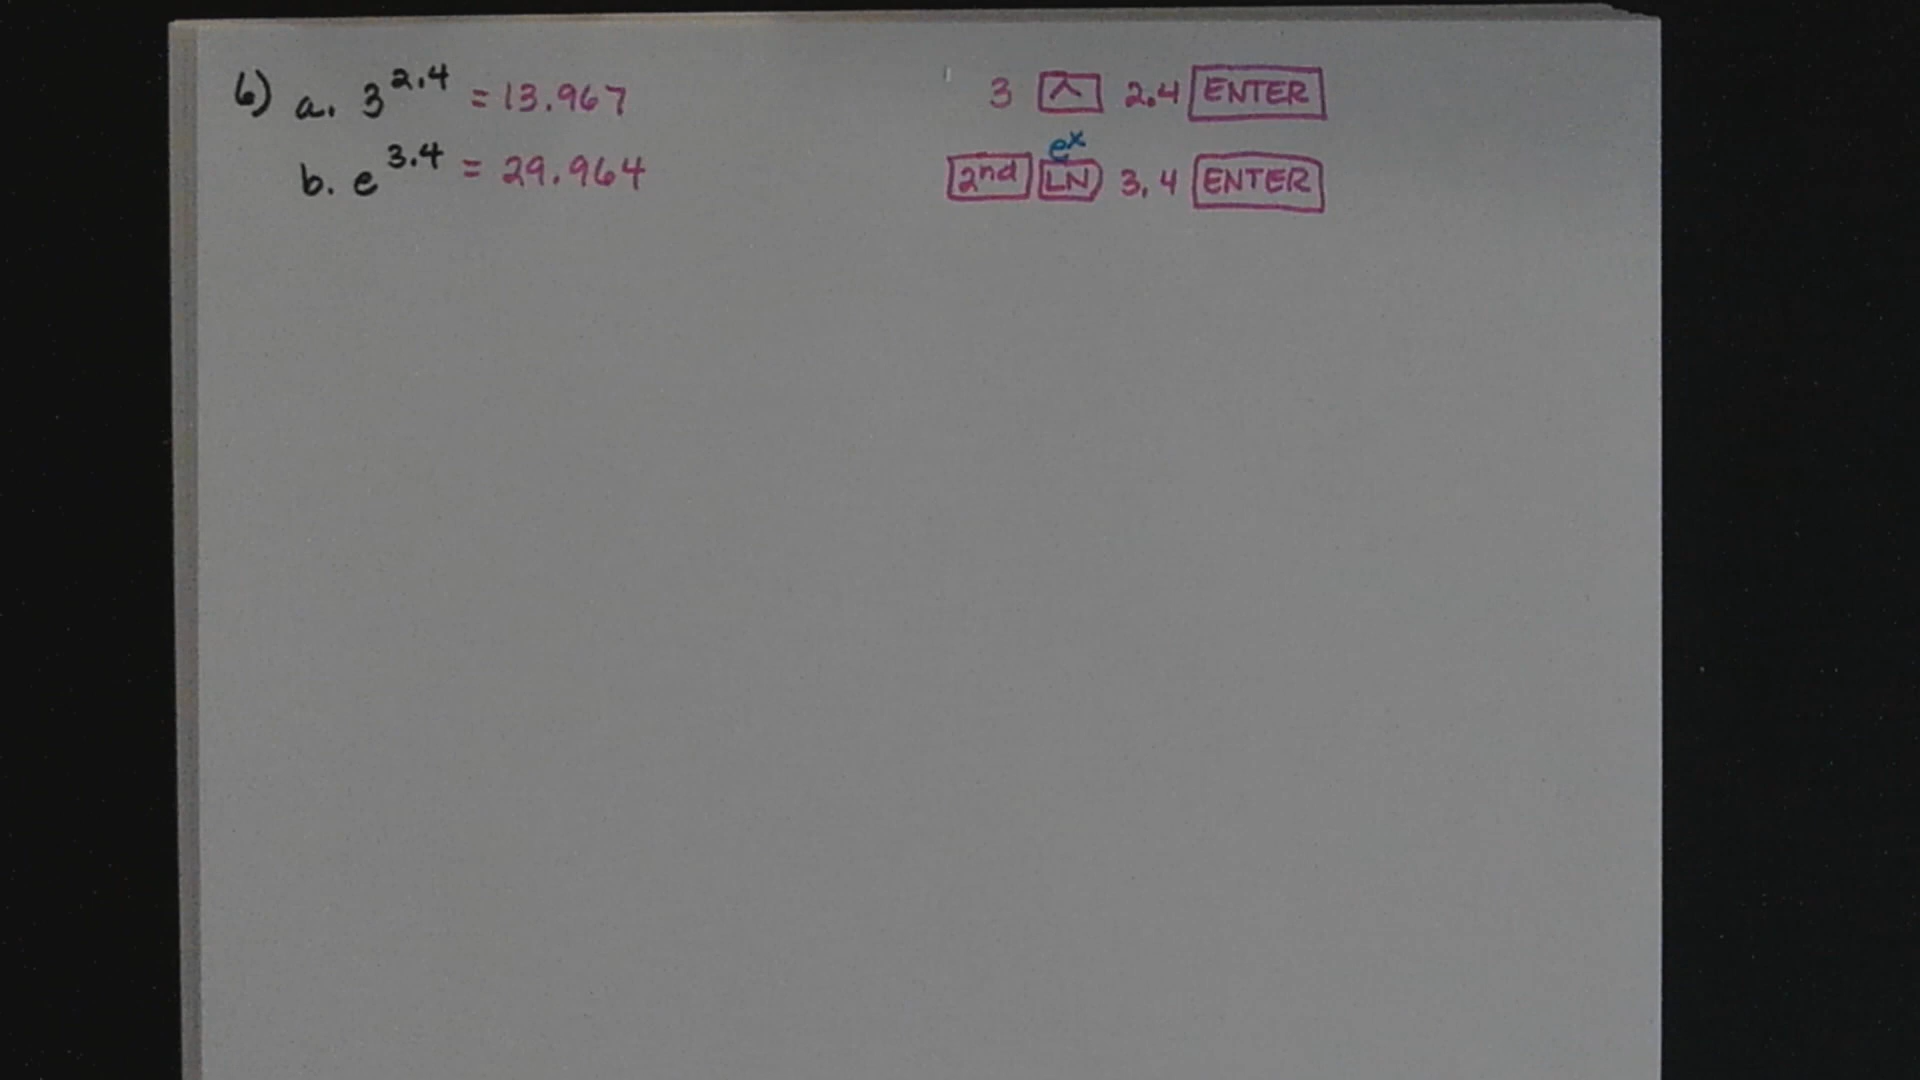 6) a. 3^2.4 = 13.967 3 ^ 2.4 ENTER
e^x
b. e^3.4 = 29.964 2nd LN 3.4 ENTER